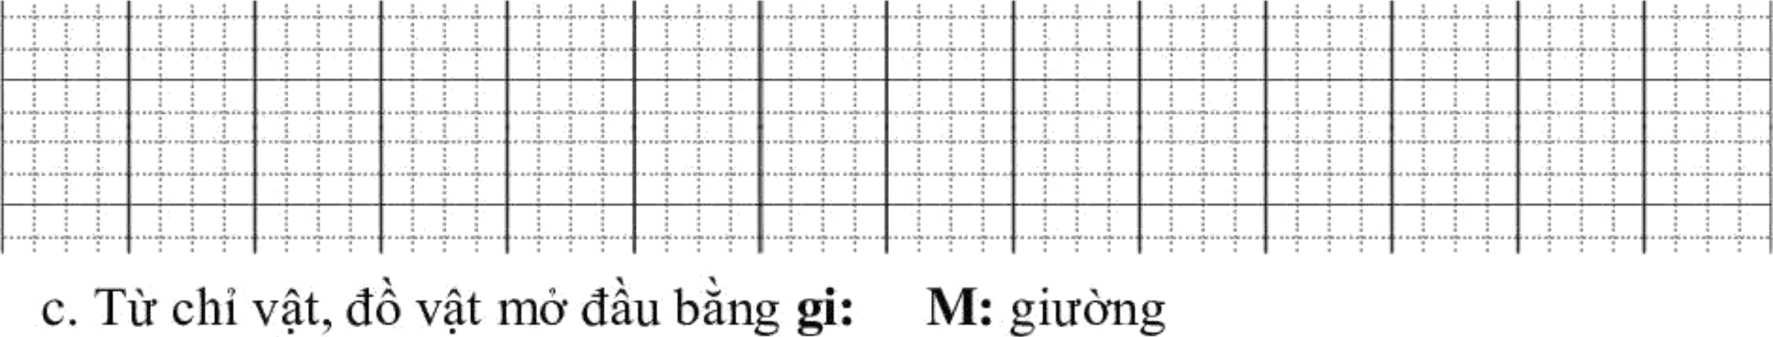 c. Từ chỉ vật, đồ vật mở đầu bằng gi: M: giường